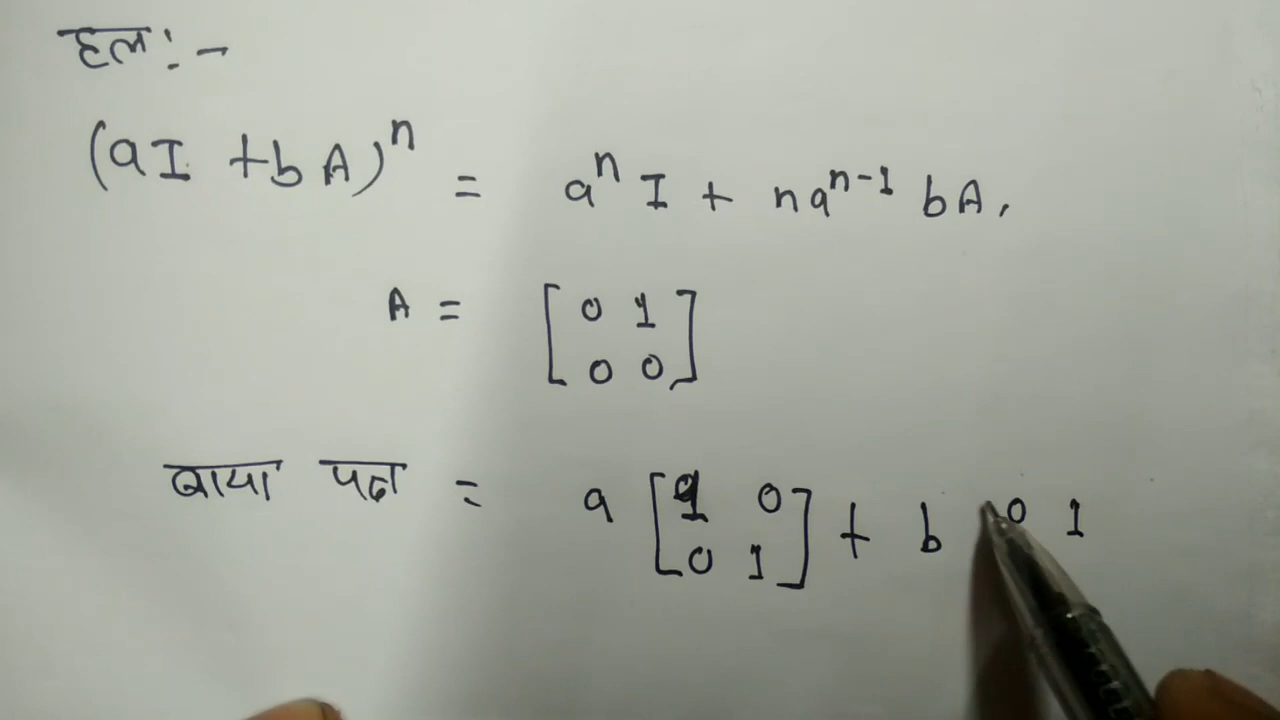 हल:-
(aI + bA)^n = a^n I + na^{n-1} bA,
A = [0 1
0 0]
बाया पक्ष = a [1 0 + b 0 1
0 1]